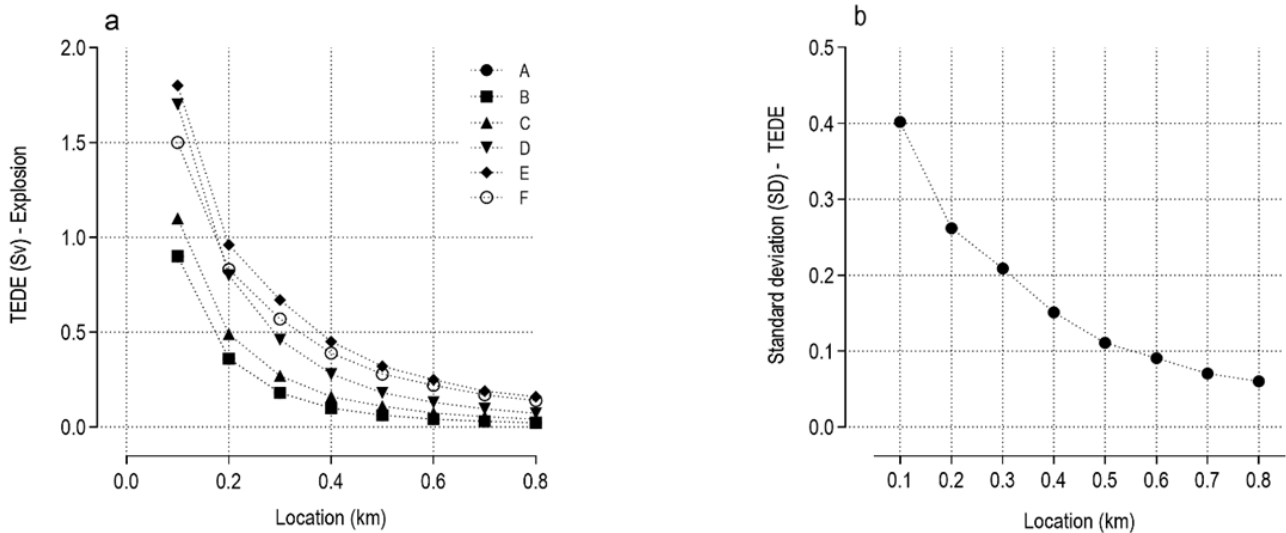 a
TEDE (Sv) - Explosion
2.0
1.5
1.0
0.5
0.0
0.0 0.2 0.4 0.6 0.8
Location (km)
A
B
C
D
E
F
b
Standard deviation (SD) - TEDE
0.5
0.4
0.3
0.2
0.1
0.0
0.1 0.2 0.3 0.4 0.5 0.6 0.7 0.8
Location (km)